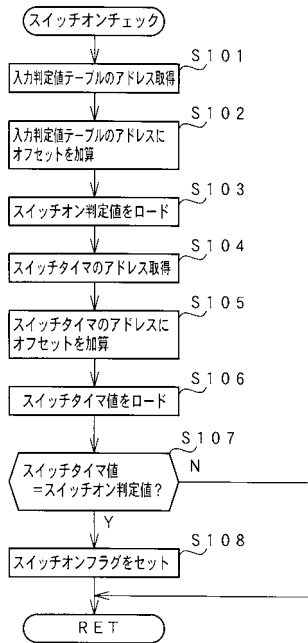 スイッチオンチェック
S101
入力判定値テーブルのアドレス取得
S102
入力判定値テーブルのアドレスに
オフセットを加算
S103
スイッチオン判定値をロード
S104
スイッチタイマのアドレス取得
S105
スイッチタイマのアドレスに
オフセットを加算
S106
スイッチタイマ値をロード
S107
スイッチタイマ値
=スイッチオン判定値?
N
Y
S108
スイッチオンフラグをセット
RET